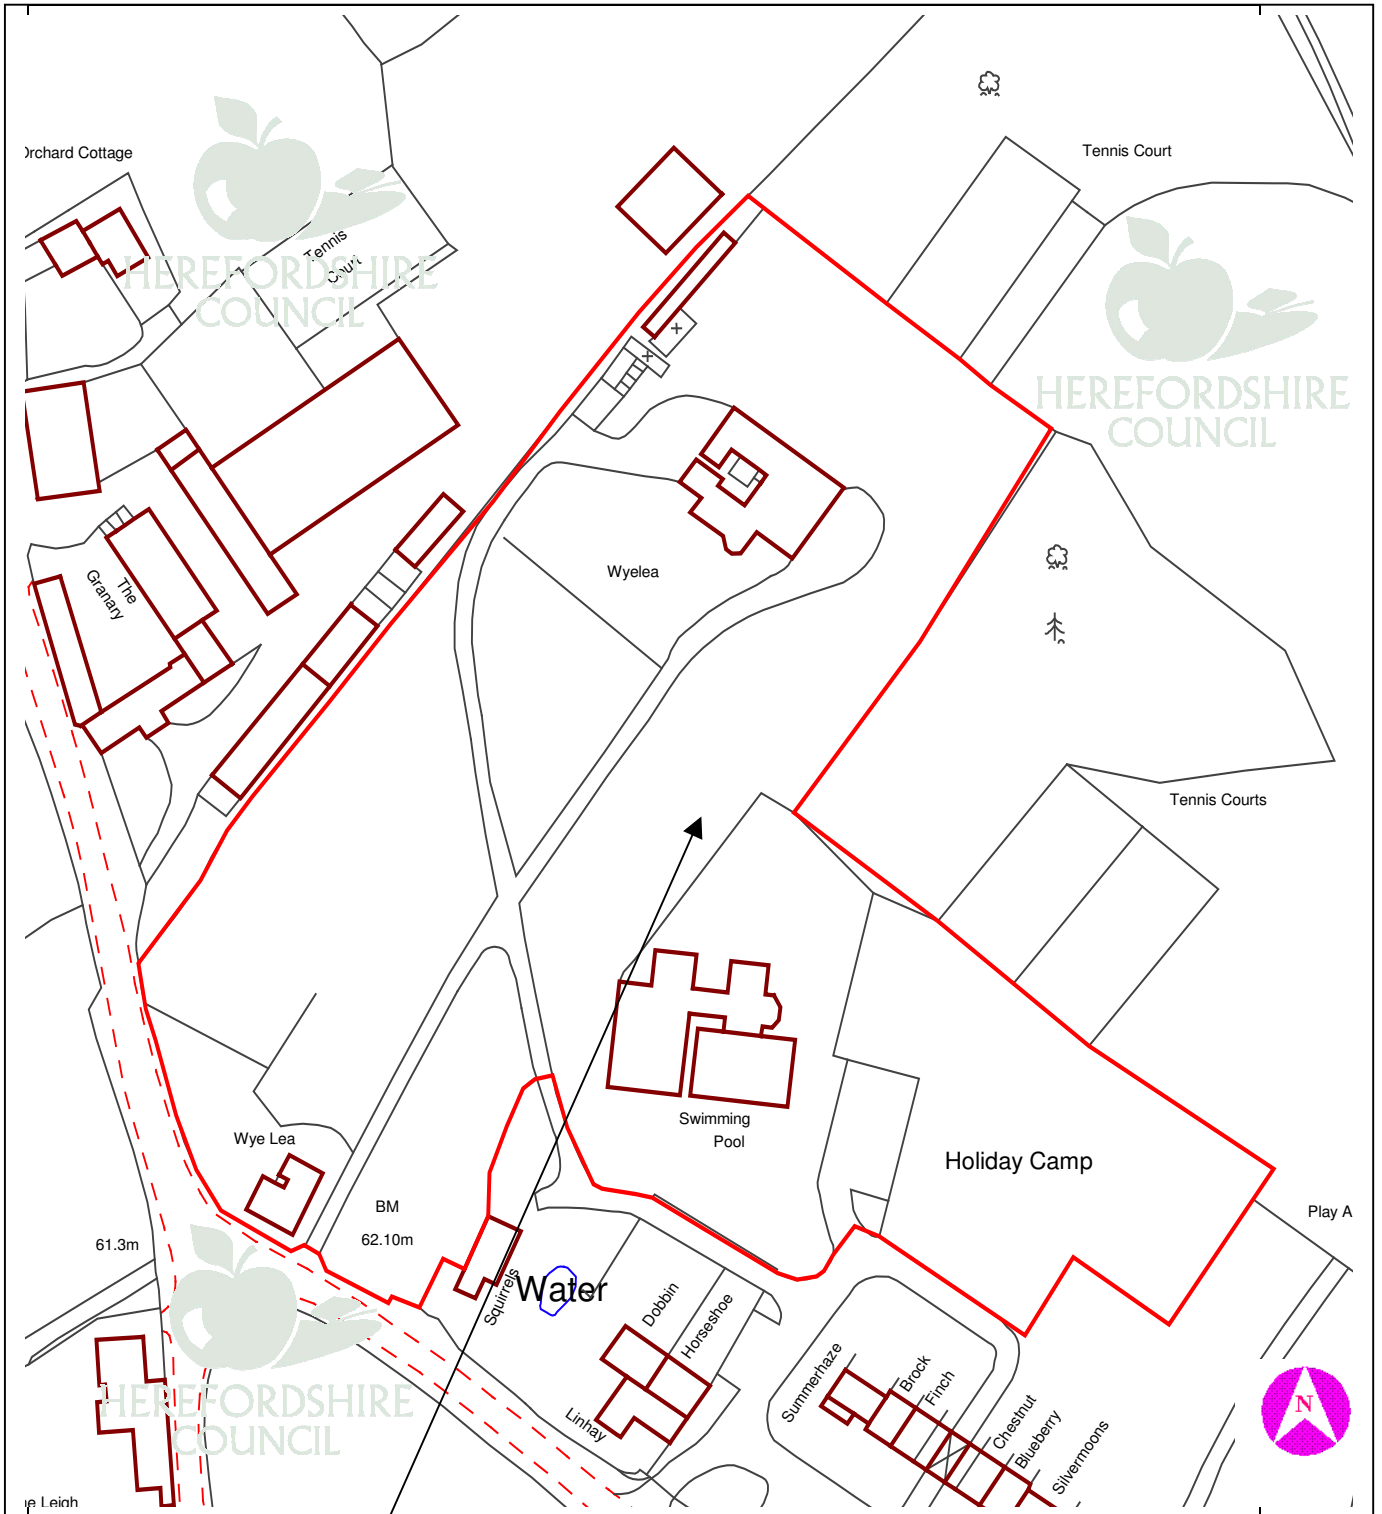 Orchard Cottage
Tennis Court
Tennis
Court
HEREFORDSHIRE
COUNCIL
HEREFORDSHIRE
COUNCIL
The
Granary
Wyelea
Tennis Courts
Swimming
Pool
Wye Lea
Holiday Camp
BM
62.10m
61.3m
Play A
Squirrels
Water
Dobbin
Horseshoe
Linhay
Summerhaze
Brock
Finch
Chestnut
Blueberry
Silvermoons
HEREFORDSHIRE
COUNCIL
N
e Leigh